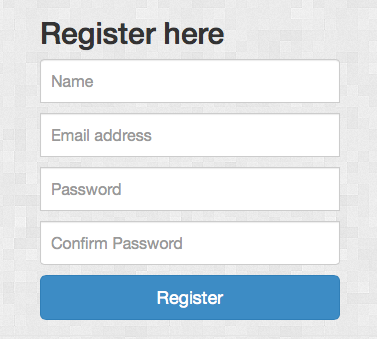 Register here
Name
Email address
Password
Confirm Password
Register